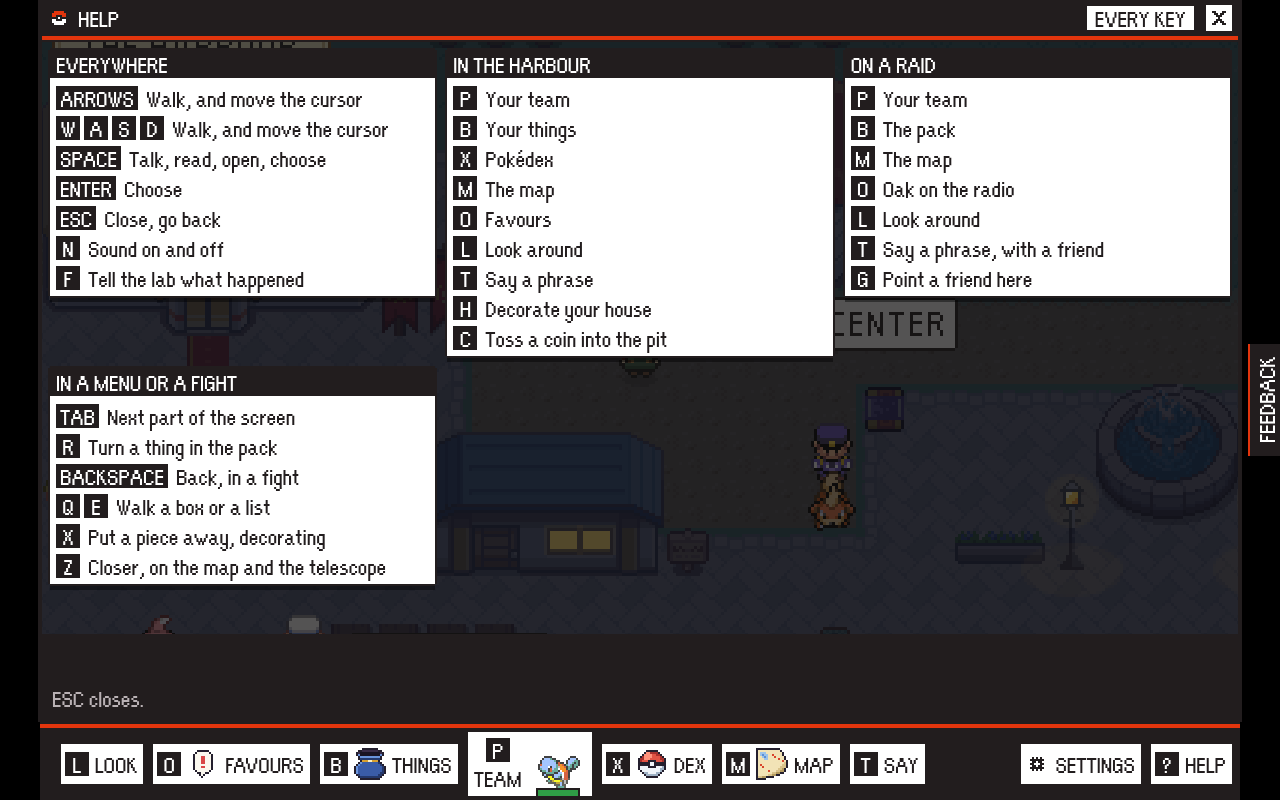 HELP
EVERY KEY X
EVERYWHERE
ARROWS Walk, and move the cursor
W A S D Walk, and move the cursor
SPACE Talk, read, open, choose
ENTER Choose
ESC Close, go back
N Sound on and off
F Tell the lab what happened
IN THE HARBOUR
P Your team
B Your things
X Pokédex
M The map
O Favours
L Look around
T Say a phrase
H Decorate your house
C Toss a coin into the pit
ON A RAID
P Your team
B The pack
M The map
O Oak on the radio
L Look around
T Say a phrase, with a friend
G Point a friend here
CENTER
IN A MENU OR A FIGHT
TAB Next part of the screen
R Turn a thing in the pack
BACKSPACE Back, in a fight
Q E Walk a box or a list
X Put a piece away, decorating
Z Closer, on the map and the telescope
FEEDBACK
ESC closes.
L LOOK
O FAVOURS
B THINGS
P TEAM
X DEX
M MAP
T SAY
SETTINGS
? HELP